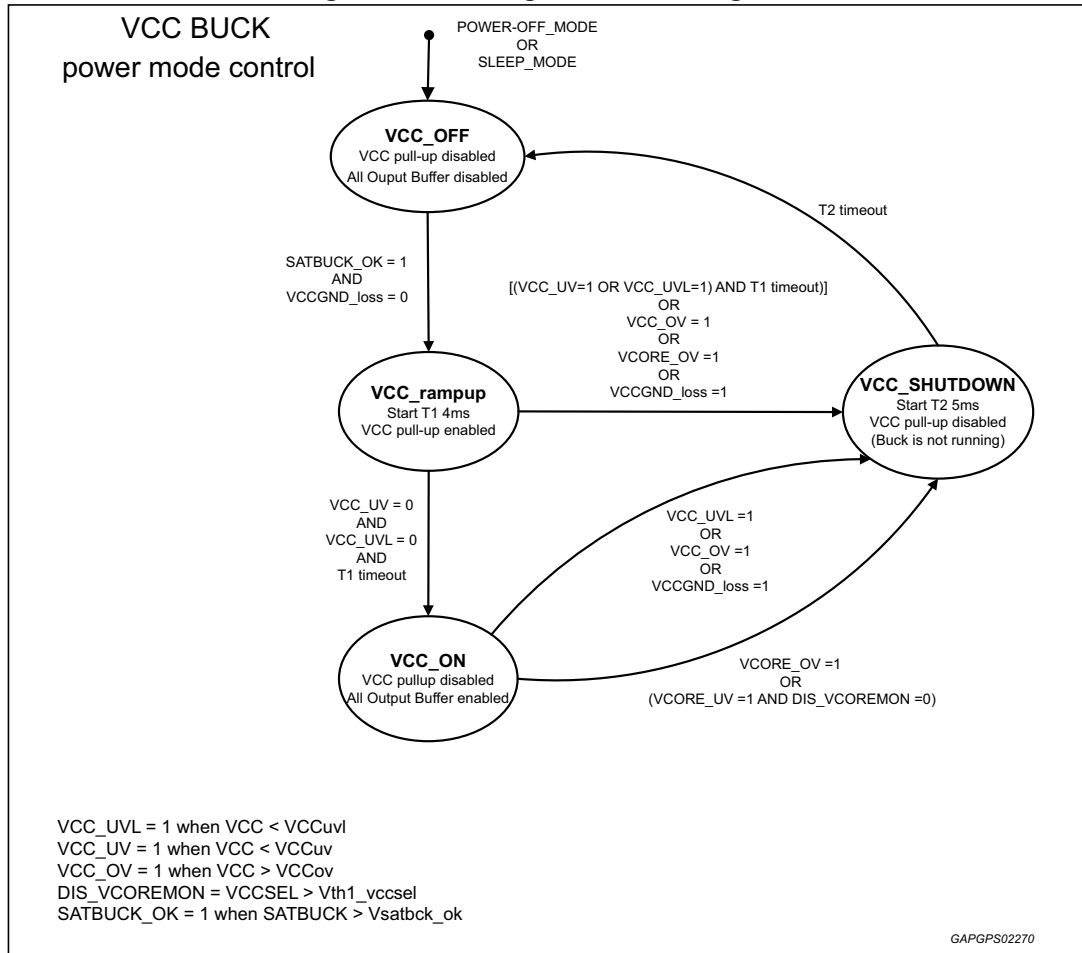 VCC BUCK
power mode control
POWER-OFF_MODE
OR
SLEEP_MODE
VCC_OFF
VCC pull-up disabled
All Ouput Buffer disabled
T2 timeout
SATBUCK_OK = 1
AND
VCCGND_loss = 0
[(VCC_UV=1 OR VCC_UVL=1) AND T1 timeout)]
OR
VCC_OV = 1
OR
VCORE_OV =1
OR
VCCGND_loss =1
VCC_rampup
Start T1 4ms
VCC pull-up enabled
VCC_SHUTDOWN
Start T2 5ms
VCC pull-up disabled
(Buck is not running)
VCC_UV = 0
AND
VCC_UVL = 0
AND
T1 timeout
VCC_UVL =1
OR
VCC_OV =1
OR
VCCGND_loss =1
VCC_ON
VCC pullup disabled
All Output Buffer enabled
VCORE_OV =1
OR
(VCORE_UV =1 AND DIS_VCOREMON =0)
VCC_UVL = 1 when VCC < VCCuvl
VCC_UV = 1 when VCC < VCCuv
VCC_OV = 1 when VCC > VCCov
DIS_VCOREMON = VCCSEL > Vth1_vccsel
SATBUCK_OK = 1 when SATBUCK > Vsatbck_ok
GAPGPS02270